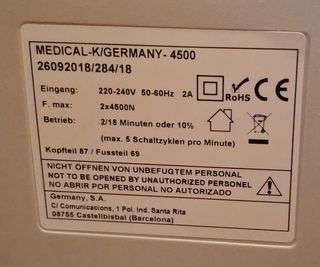 MEDICAL-K/GERMANY- 4500
26092018/284/18
Eingang: 220-240V 50-60Hz 2A
RoHS CE
F. max: 2x4500N
Betrieb: 2/18 Minuten oder 10%
(max. 5 Schaltzyklen pro Minute)
Kopfteil 87 / Fussteil 69
NICHT ÖFFNEN VON UNBEFUGTEM PERSONAL
NOT TO BE OPENED BY UNAUTHORIZED PERSONNEL
NO ABRIR POR PERSONAL NO AUTORIZADO
Germany, S.A.
C/ Comunicacions, 1 Pol. Ind. Santa Rita
08755 Castellbisbal (Barcelona)